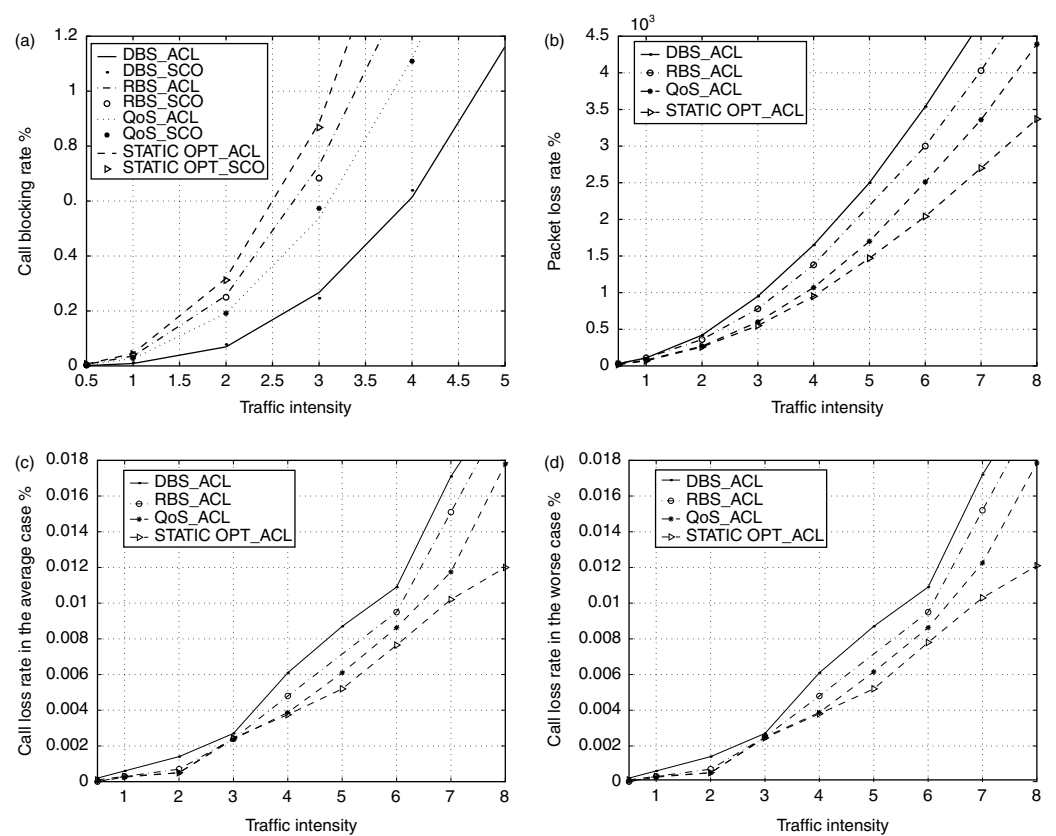 (a)
Call blocking rate %
1.2
1
0.8
0.
0.4
0.2
0
DBS_ACL
DBS_SCO
RBS_ACL
RBS_SCO
QoS_ACL
QoS_SCO
STATIC OPT_ACL
STATIC OPT_SCO
0.5 1 1.5 2 2.5 3 3.5 4 4.5 5
Traffic intensity
(b)
10³
Packet loss rate %
4.5
4
3.5
3
2.5
2
1.5
1
0.5
0
DBS_ACL
RBS_ACL
QoS_ACL
STATIC OPT_ACL
1 2 3 4 5 6 7 8
Traffic intensity
(c)
Call loss rate in the average case %
0.018
0.016
0.014
0.012
0.01
0.008
0.006
0.004
0.002
0
DBS_ACL
RBS_ACL
QoS_ACL
STATIC OPT_ACL
1 2 3 4 5 6 7 8
Traffic intensity
(d)
Call loss rate in the worse case %
0.018
0.016
0.014
0.012
0.01
0.008
0.006
0.004
0.002
0
DBS_ACL
RBS_ACL
QoS_ACL
STATIC OPT_ACL
1 2 3 4 5 6 7 8
Traffic intensity